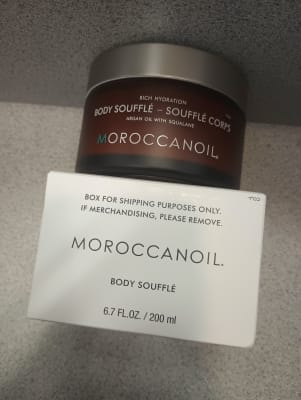 RICH HYDRATION
BODY SOUFFLÉ – SOUFFLÉ CORPS
ARGAN OIL WITH SQUALANE
MOROCCANOIL®
BOX FOR SHIPPING PURPOSES ONLY.
IF MERCHANDISING, PLEASE REMOVE.
MOROCCANOIL®
BODY SOUFFLÉ
6.7 FL.OZ. / 200 ml